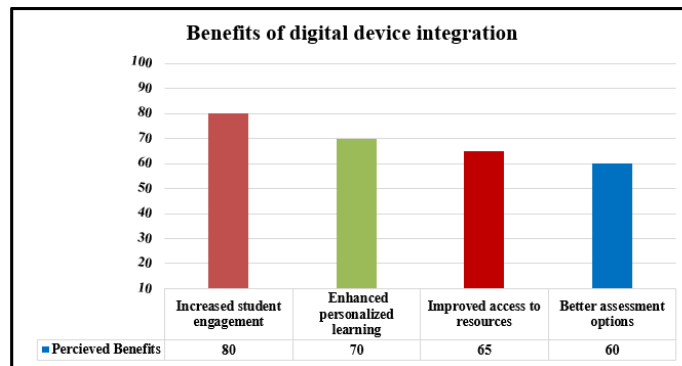 Benefits of digital device integration
100
90
80
70
60
50
40
30
20
10
Increased student
engagement
Enhanced
personalized
learning
Improved access to
resources
Better assessment
options
Percieved Benefits 80 70 65 60